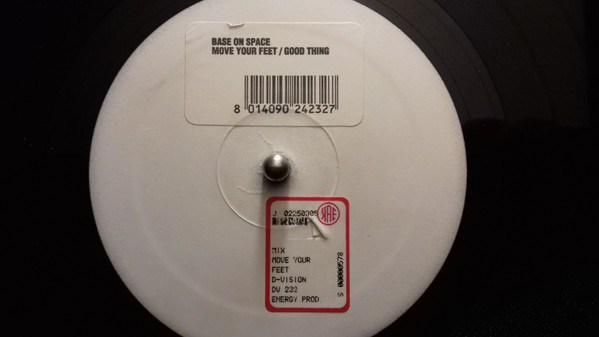 BASE ON SPACE
MOVE YOUR FEET / GOOD THING
8 014090 242327
MIX
MOVE YOUR
FEET
D-VISION
DV 232
ENERGY PROD
S 00000578